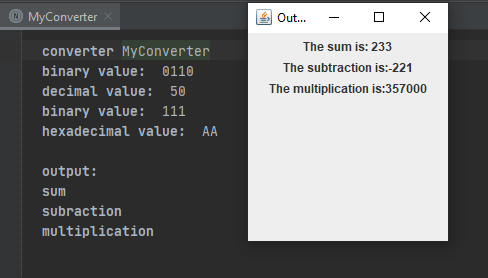 MyConverter
converter MyConverter
binary value: 0110
decimal value: 50
binary value: 111
hexadecimal value: AA
output:
sum
subraction
multiplication
Out...
The sum is: 233
The subtraction is:-221
The multiplication is:357000